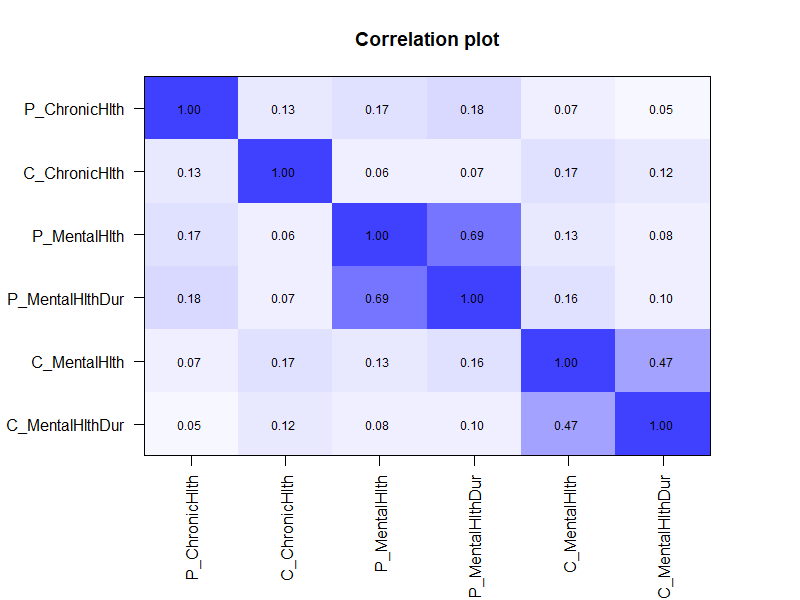 Correlation plot
P_ChronicHlth 1.00 0.13 0.17 0.18 0.07 0.05
C_ChronicHlth 0.13 1.00 0.06 0.07 0.17 0.12
P_MentalHlth 0.17 0.06 1.00 0.69 0.13 0.08
P_MentalHlthDur 0.18 0.07 0.69 1.00 0.16 0.10
C_MentalHlth 0.07 0.17 0.13 0.16 1.00 0.47
C_MentalHlthDur 0.05 0.12 0.08 0.10 0.47 1.00
P_ChronicHlth
C_ChronicHlth
P_MentalHlth
P_MentalHlthDur
C_MentalHlth
C_MentalHlthDur